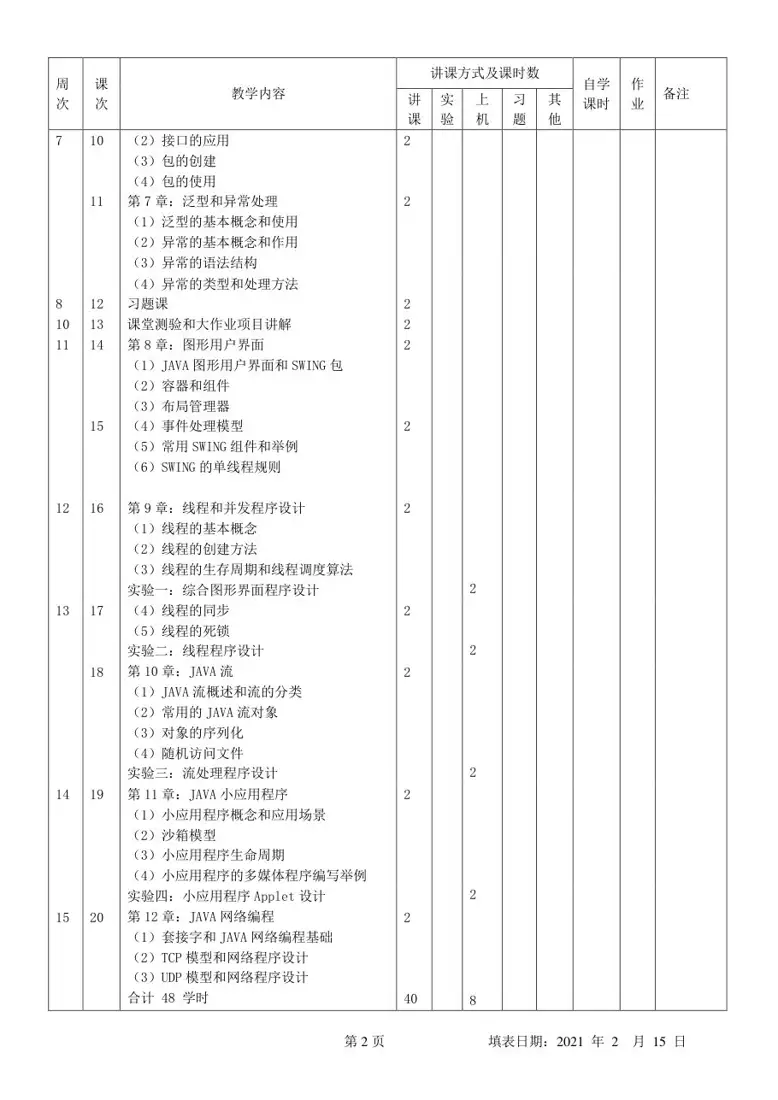 周次 课次 教学内容 讲课方式及课时数 自学课时 作业 备注
讲课 实验 上机 习题 其他
7 10 （2）接口的应用 2
（3）包的创建
（4）包的使用
11 第 7 章：泛型和异常处理 2
（1）泛型的基本概念和使用
（2）异常的基本概念和作用
（3）异常的语法结构
（4）异常的类型和处理方法
8 12 习题课 2
10 13 课堂测验和大作业项目讲解 2
11 14 第 8 章：图形用户界面 2
（1）JAVA 图形用户界面和 SWING 包
（2）容器和组件
（3）布局管理器
15 （4）事件处理模型 2
（5）常用 SWING 组件和举例
（6）SWING 的单线程规则
12 16 第 9 章：线程和并发程序设计 2
（1）线程的基本概念
（2）线程的创建方法
（3）线程的生存周期和线程调度算法
实验一：综合图形界面程序设计 2
13 17 （4）线程的同步 2
（5）线程的死锁
实验二：线程程序设计 2
18 第 10 章：JAVA 流 2
（1）JAVA 流概述和流的分类
（2）常用的 JAVA 流对象
（3）对象的序列化
（4）随机访问文件
实验三：流处理程序设计 2
14 19 第 11 章：JAVA 小应用程序 2
（1）小应用程序概念和应用场景
（2）沙箱模型
（3）小应用程序生命周期
（4）小应用程序的多媒体程序编写举例
实验四：小应用程序 Applet 设计 2
15 20 第 12 章：JAVA 网络编程 2
（1）套接字和 JAVA 网络编程基础
（2）TCP 模型和网络程序设计
（3）UDP 模型和网络程序设计
合计 48 学时 40 8
第 2 页 填表日期：2021 年 2 月 15 日